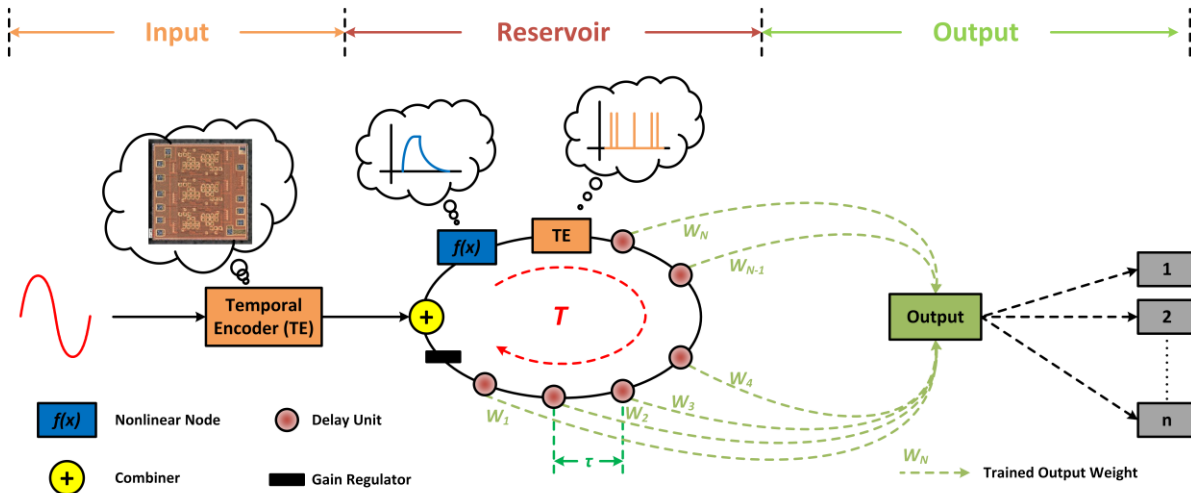 Input
Reservoir
Output
TE
f(x)
W_N
W_N-1
1
Temporal
Encoder (TE)
+
T
Output
2
W_4
W_3
W_2
W_1
n
f(x)
Nonlinear Node
Delay Unit
τ
W_N
+
Combiner
Gain Regulator
Trained Output Weight